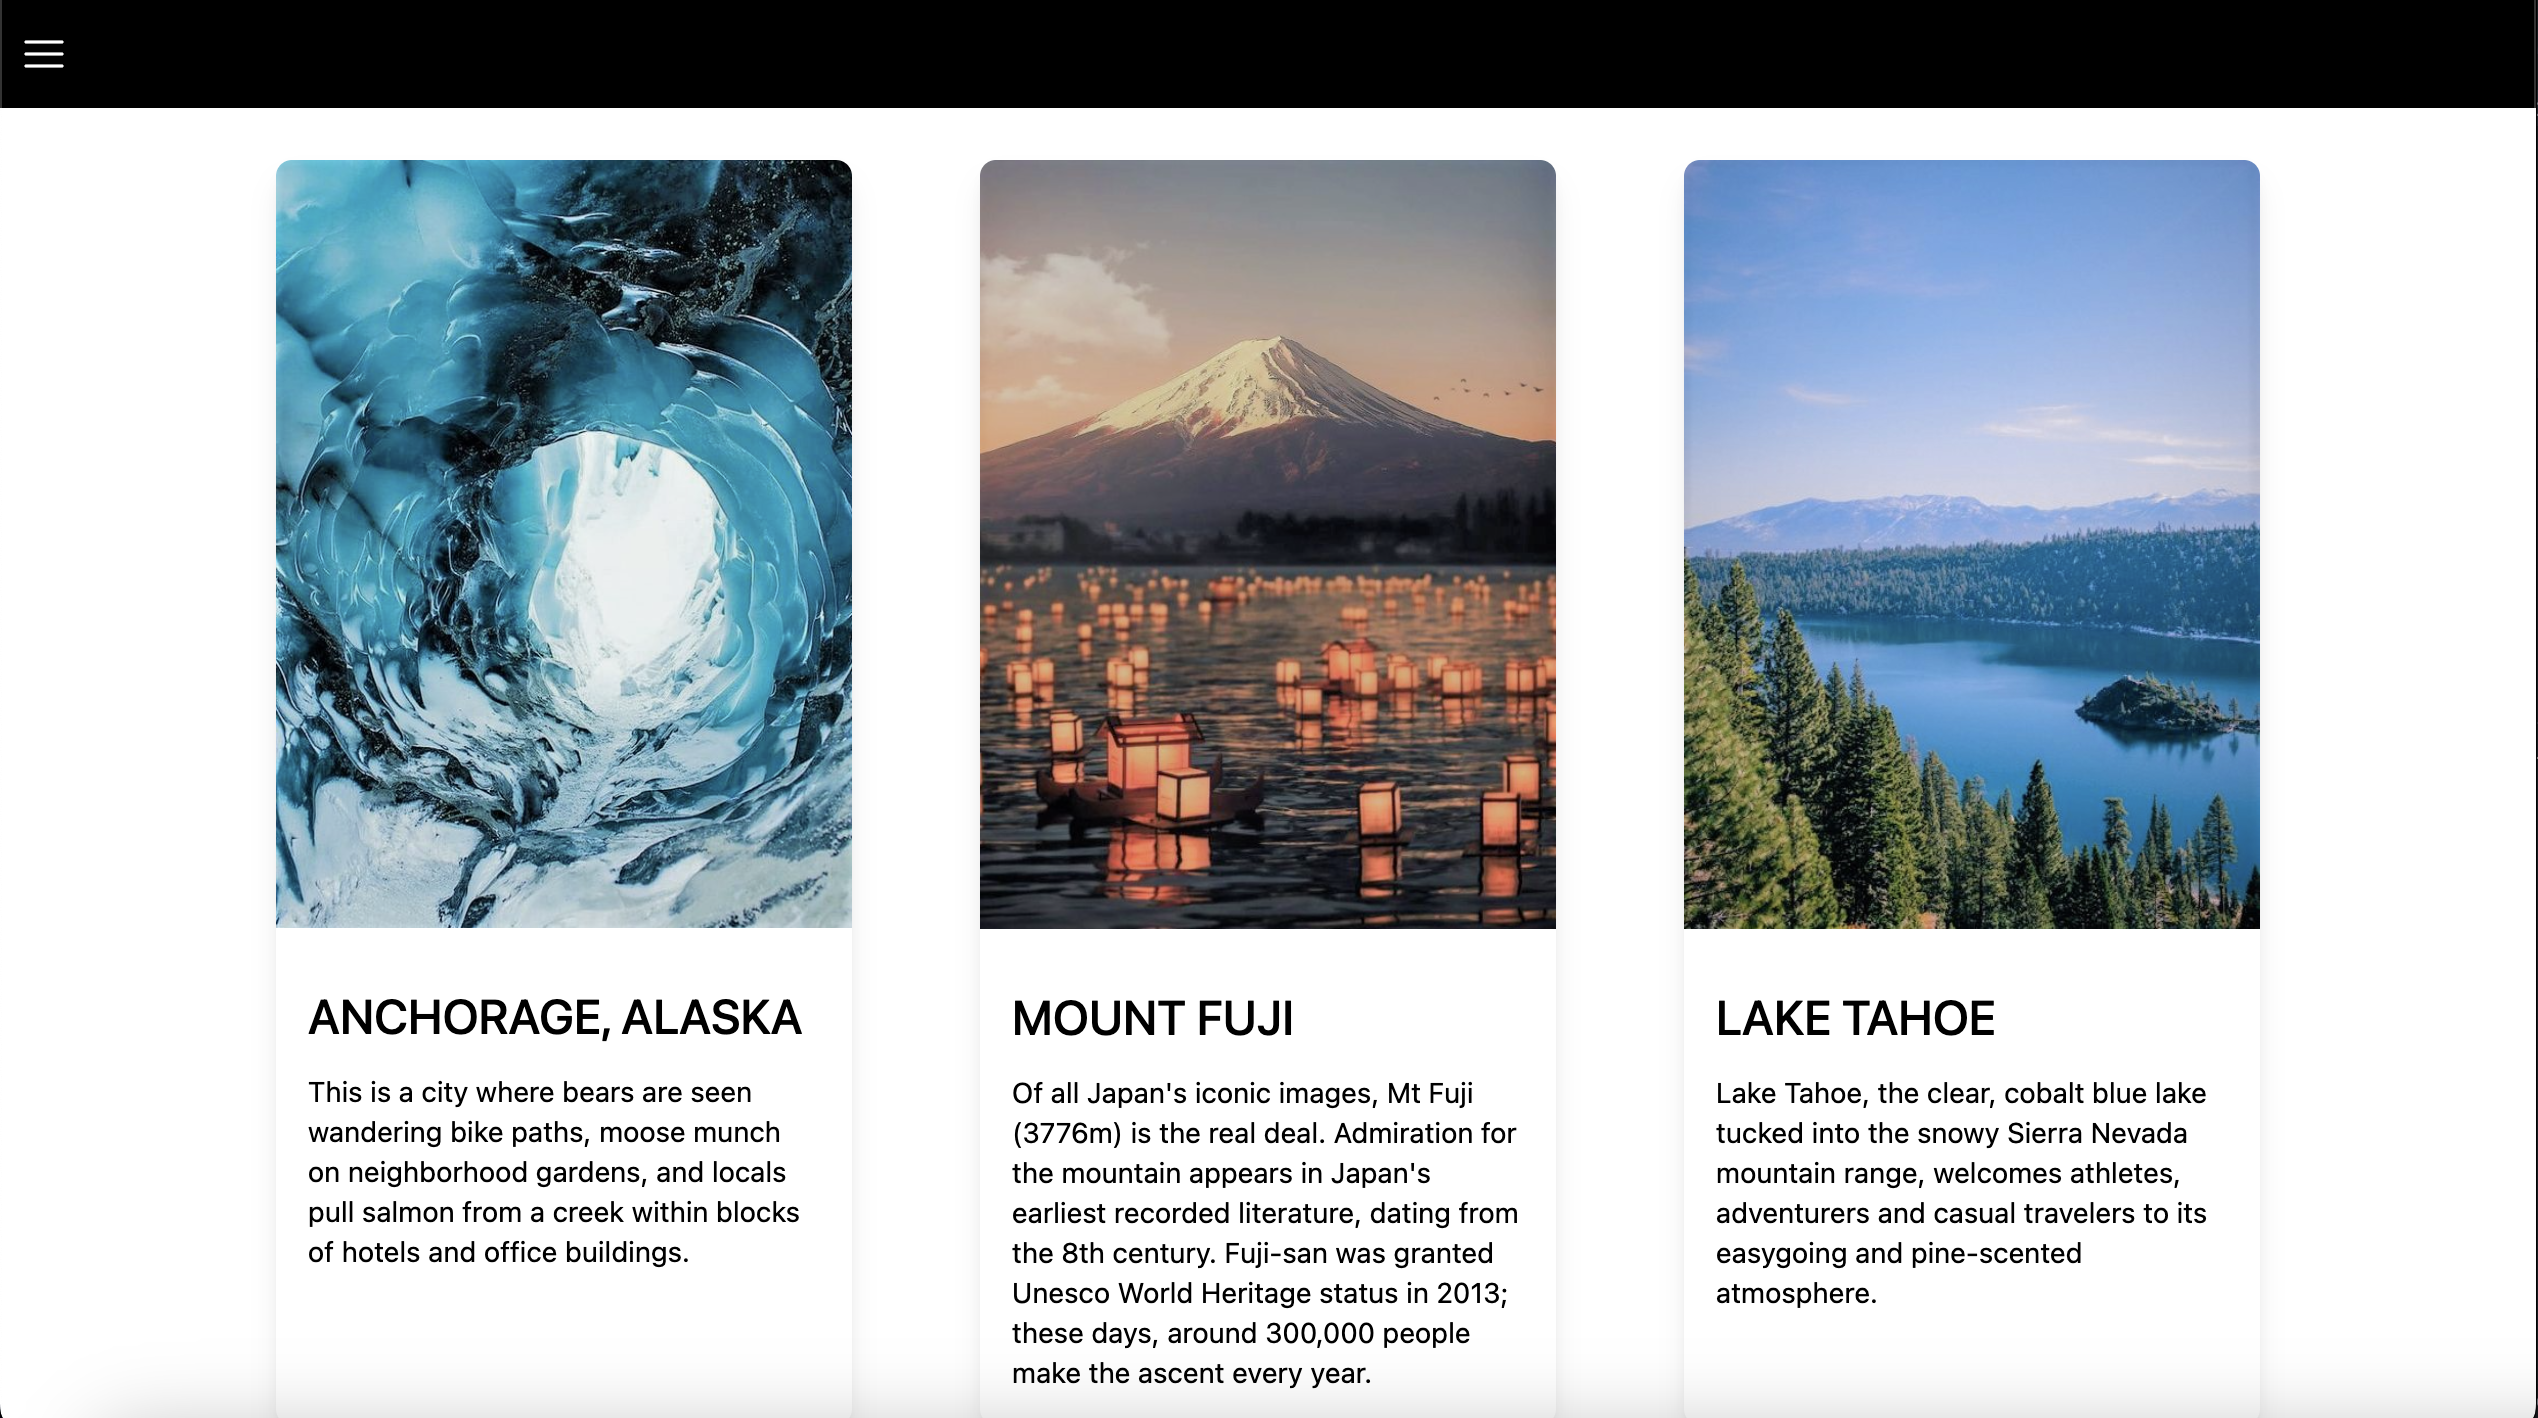 ANCHORAGE, ALASKA
This is a city where bears are seen
wandering bike paths, moose munch
on neighborhood gardens, and locals
pull salmon from a creek within blocks
of hotels and office buildings.
MOUNT FUJI
Of all Japan's iconic images, Mt Fuji
(3776m) is the real deal. Admiration for
the mountain appears in Japan's
earliest recorded literature, dating from
the 8th century. Fuji-san was granted
Unesco World Heritage status in 2013;
these days, around 300,000 people
make the ascent every year.
LAKE TAHOE
Lake Tahoe, the clear, cobalt blue lake
tucked into the snowy Sierra Nevada
mountain range, welcomes athletes,
adventurers and casual travelers to its
easygoing and pine-scented
atmosphere.